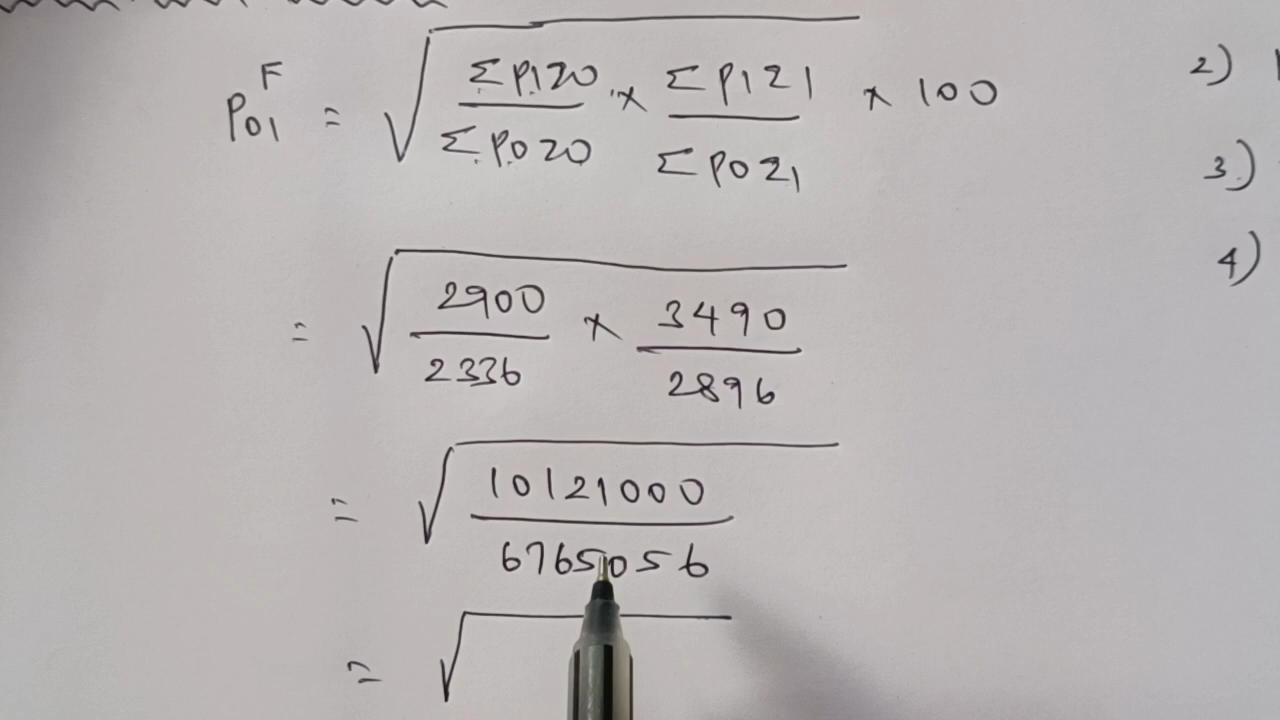 P01^F = √ ΣP1q0 / ΣP0q0 × ΣP1q1 / ΣP0q1 × 100
= √ 2900 / 2336 × 3490 / 2896
= √ 10121000 / 6765056
= √
2)
3)
4)